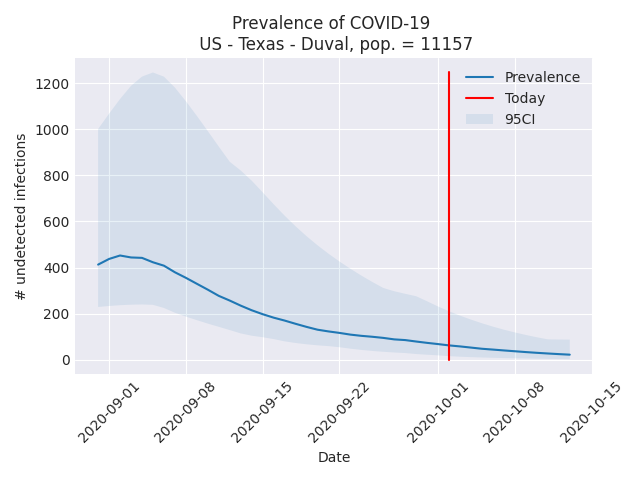 Prevalence of COVID-19
US - Texas - Duval, pop. = 11157
Prevalence
Today
95CI
# undetected infections
1200
1000
800
600
400
200
0
2020-09-01
2020-09-08
2020-09-15
2020-09-22
2020-10-01
2020-10-08
2020-10-15
Date